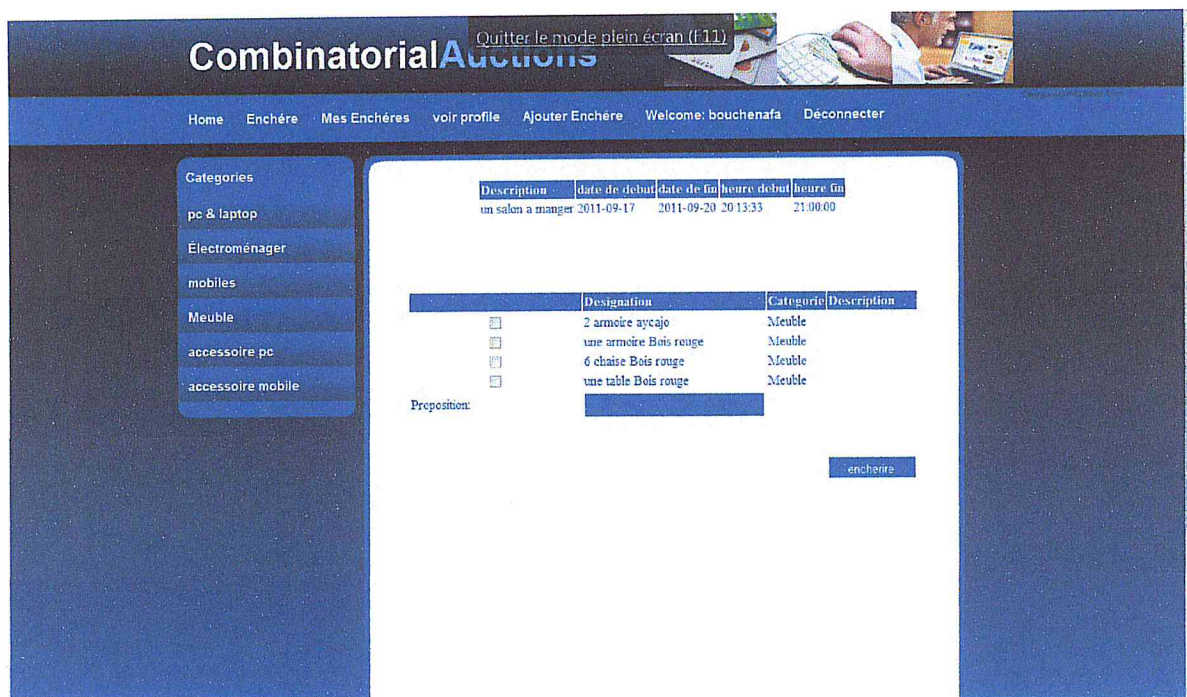 Quitter le mode plein écran (F11)
CombinatorialAuctions
Home Enchére Mes Enchéres voir profile Ajouter Enchére Welcome: bouchenafa Déconnecter
Categories
pc & laptop
Électroménager
mobiles
Meuble
accessoire pc
accessoire mobile
Description date de debut date de fin heure debut heure fin
un salon a manger 2011-09-17 2011-09-20 20:13:33 21:00:00
Designation Categorie Description
2 armoire aycajo Meuble
une armoire Bois rouge Meuble
6 chaise Bois rouge Meuble
une table Bois rouge Meuble
Proposition:
encherire